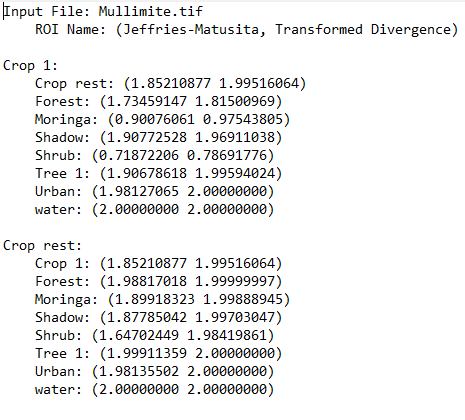 Input File: Mullimite.tif
ROI Name: (Jeffries-Matusita, Transformed Divergence)
Crop 1:
Crop rest: (1.85210877 1.99516064)
Forest: (1.73459147 1.81500969)
Moringa: (0.90076061 0.97543805)
Shadow: (1.90772528 1.96911038)
Shrub: (0.71872206 0.78691776)
Tree 1: (1.90678618 1.99594024)
Urban: (1.98127065 2.00000000)
water: (2.00000000 2.00000000)
Crop rest:
Crop 1: (1.85210877 1.99516064)
Forest: (1.98817018 1.99999997)
Moringa: (1.89918323 1.99888945)
Shadow: (1.87785042 1.99703047)
Shrub: (1.64702449 1.98419861)
Tree 1: (1.99911359 2.00000000)
Urban: (1.98135502 2.00000000)
water: (2.00000000 2.00000000)